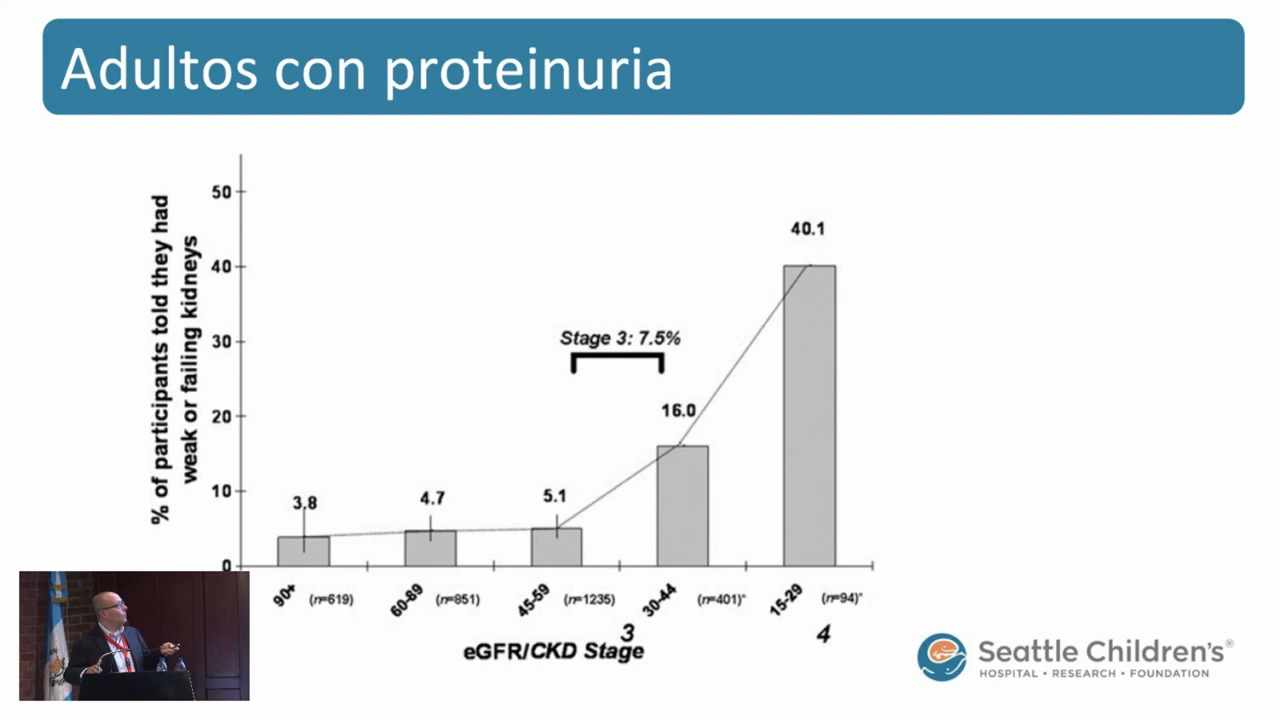 Adultos con proteinuria
% of participants told they had
weak or failing kidneys
50
40
30
20
10
0
3.8
4.7
5.1
Stage 3: 7.5%
16.0
40.1
90+ (n=619)
60-89 (n=851)
45-59 (n=1235)
30-44 (n=401)*
15-29 (n=94)*
3
4
eGFR/CKD Stage
Seattle Children's®
HOSPITAL • RESEARCH • FOUNDATION